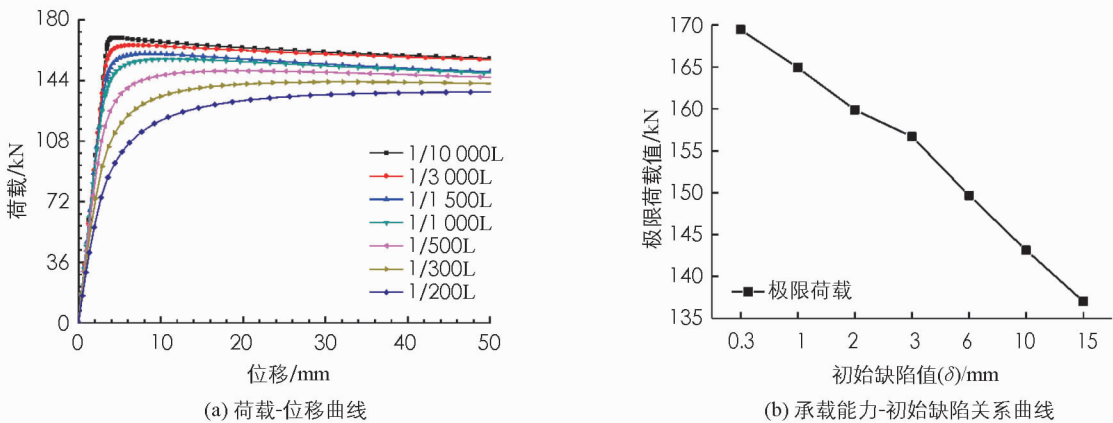 180
144
108
72
36
0
荷载/kN
1/10 000L
1/3 000L
1/1 500L
1/1 000L
1/500L
1/300L
1/200L
0 10 20 30 40 50
位移/mm
(a) 荷载-位移曲线
170
165
160
155
150
145
140
135
极限荷载值/kN
极限荷载
0.3 1 2 3 6 10 15
初始缺陷值(δ)/mm
(b) 承载能力-初始缺陷关系曲线